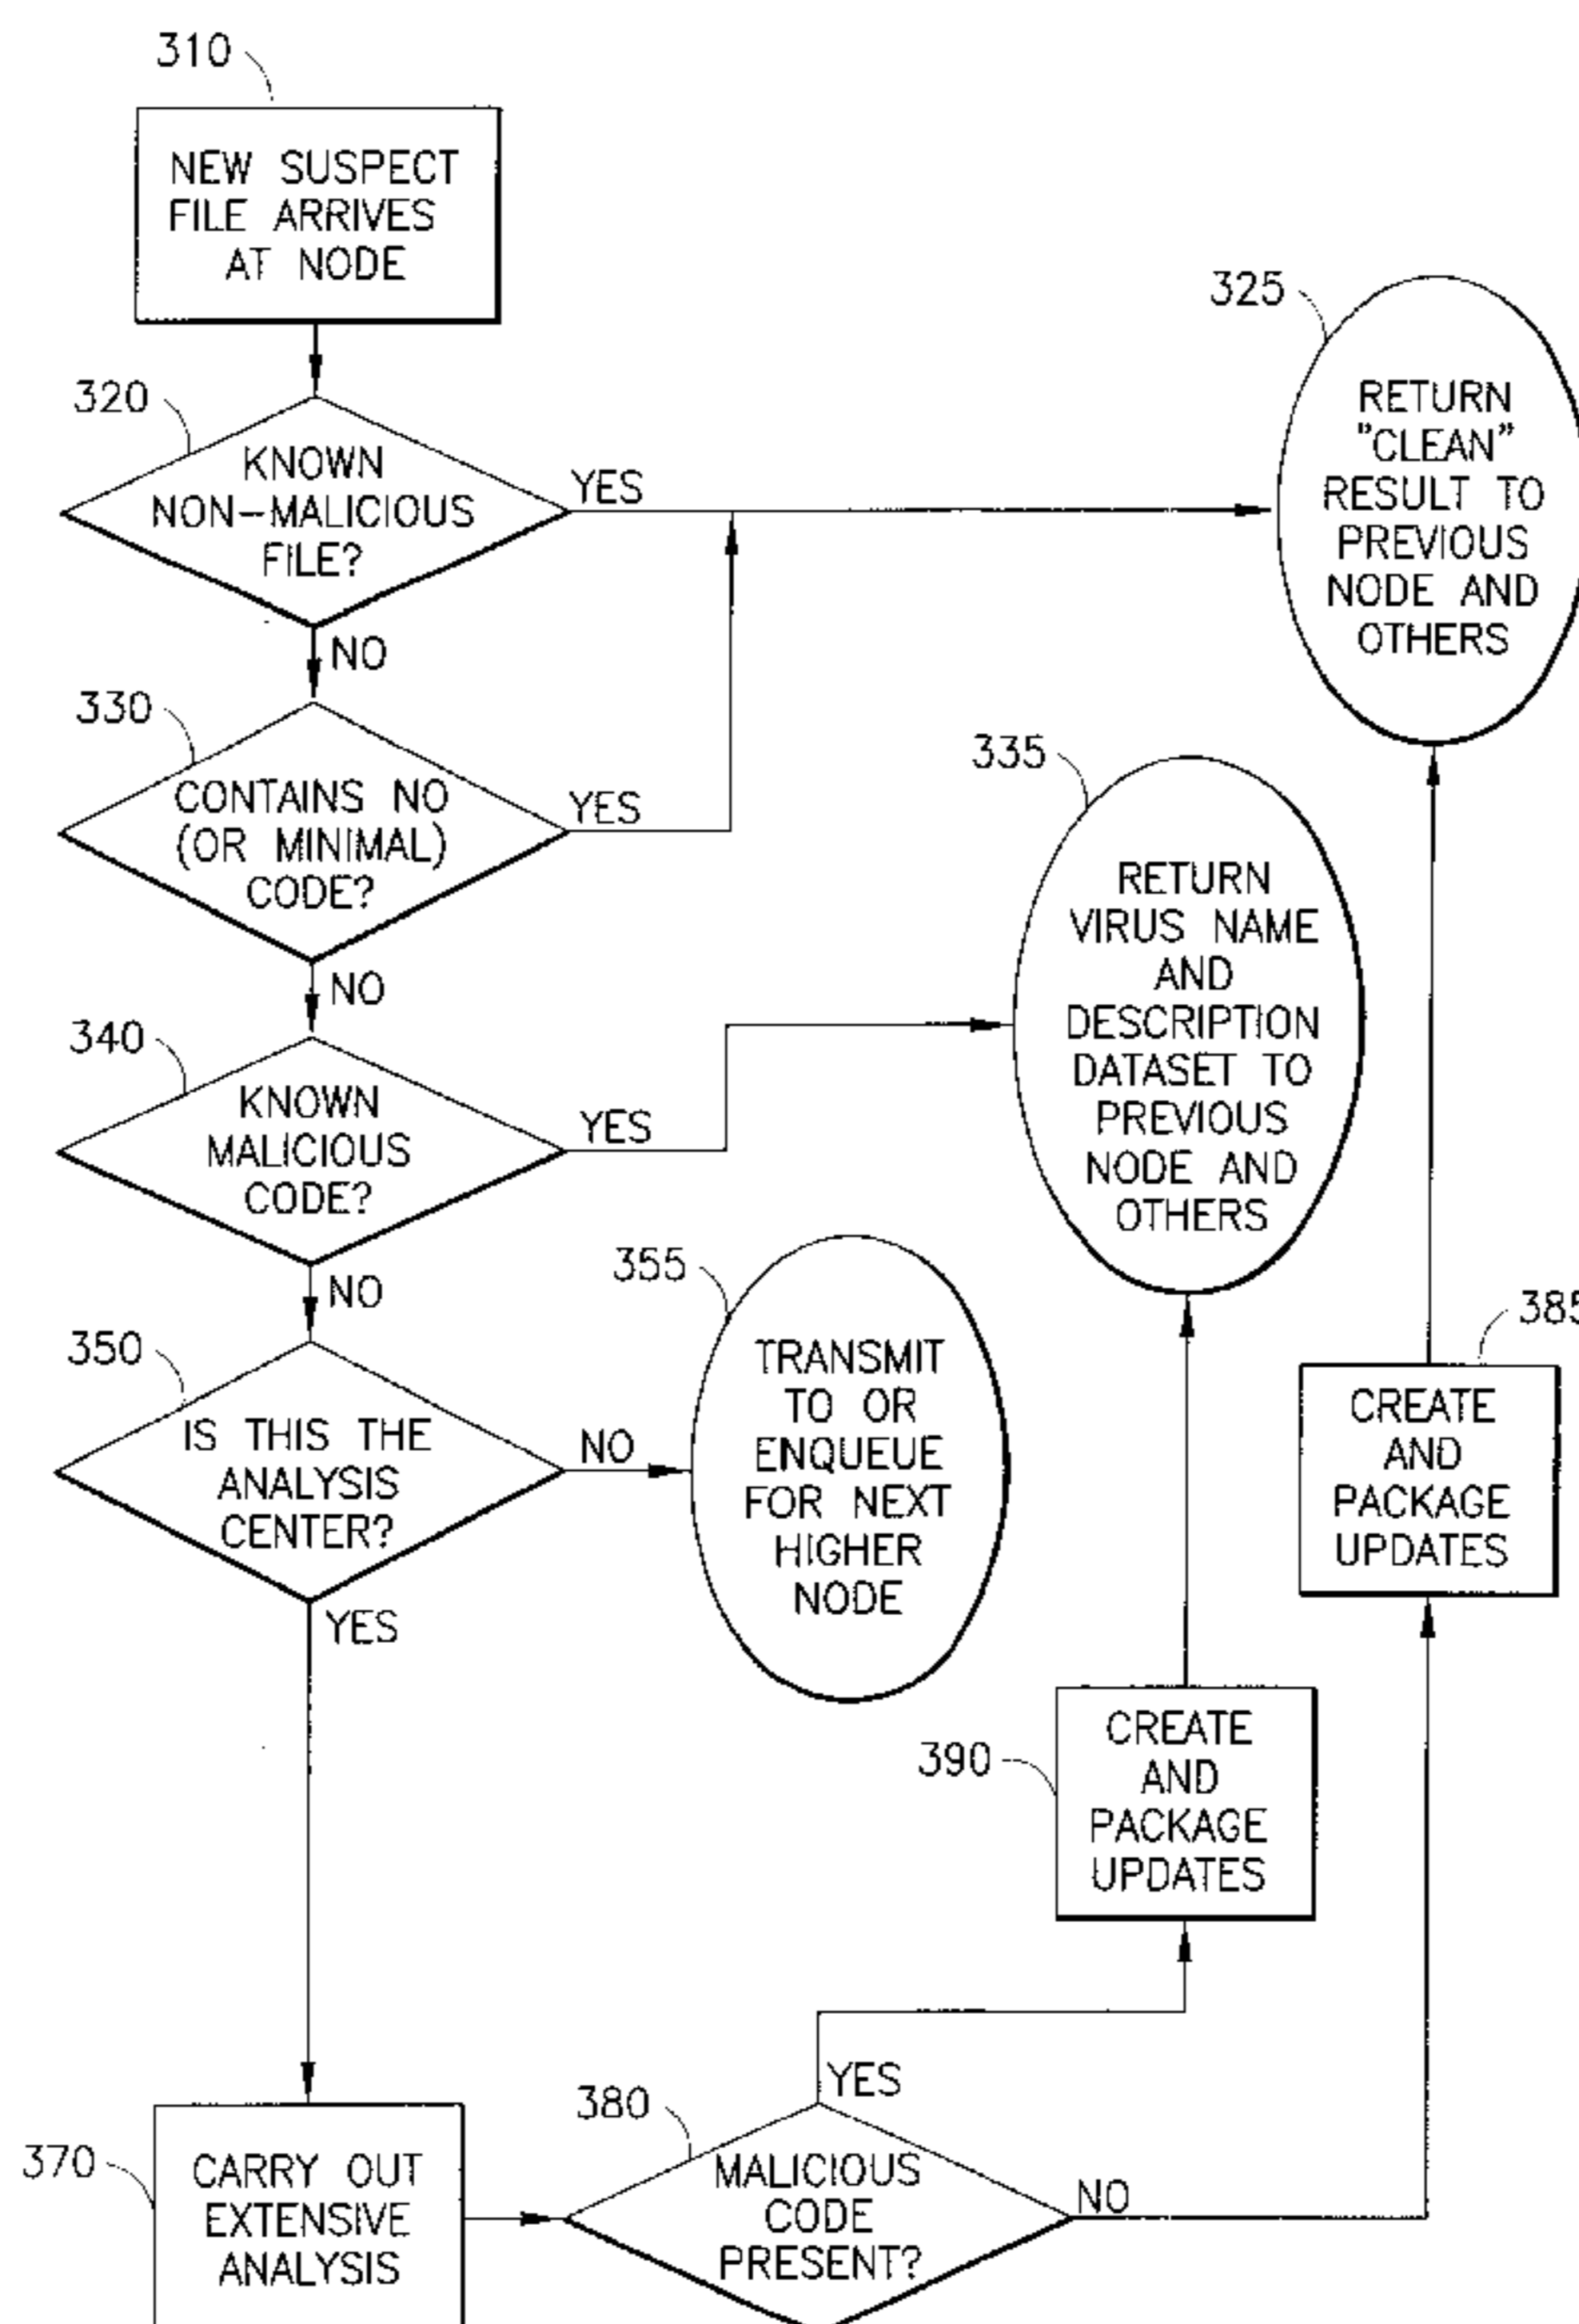 310
NEW SUSPECT
FILE ARRIVES
AT NODE
320
KNOWN
NON-MALICIOUS
FILE?
YES
NO
325
RETURN
"CLEAN"
RESULT TO
PREVIOUS
NODE AND
OTHERS
330
CONTAINS NO
(OR MINIMAL)
CODE?
YES
NO
335
RETURN
VIRUS NAME
AND
DESCRIPTION
DATASET TO
PREVIOUS
NODE AND
OTHERS
340
KNOWN
MALICIOUS
CODE?
YES
NO
350
IS THIS THE
ANALYSIS
CENTER?
NO
YES
355
TRANSMIT
TO OR
ENQUEUE
FOR NEXT
HIGHER
NODE
385
CREATE
AND
PACKAGE
UPDATES
390
CREATE
AND
PACKAGE
UPDATES
370
CARRY OUT
EXTENSIVE
ANALYSIS
380
MALICIOUS
CODE
PRESENT?
YES
NO